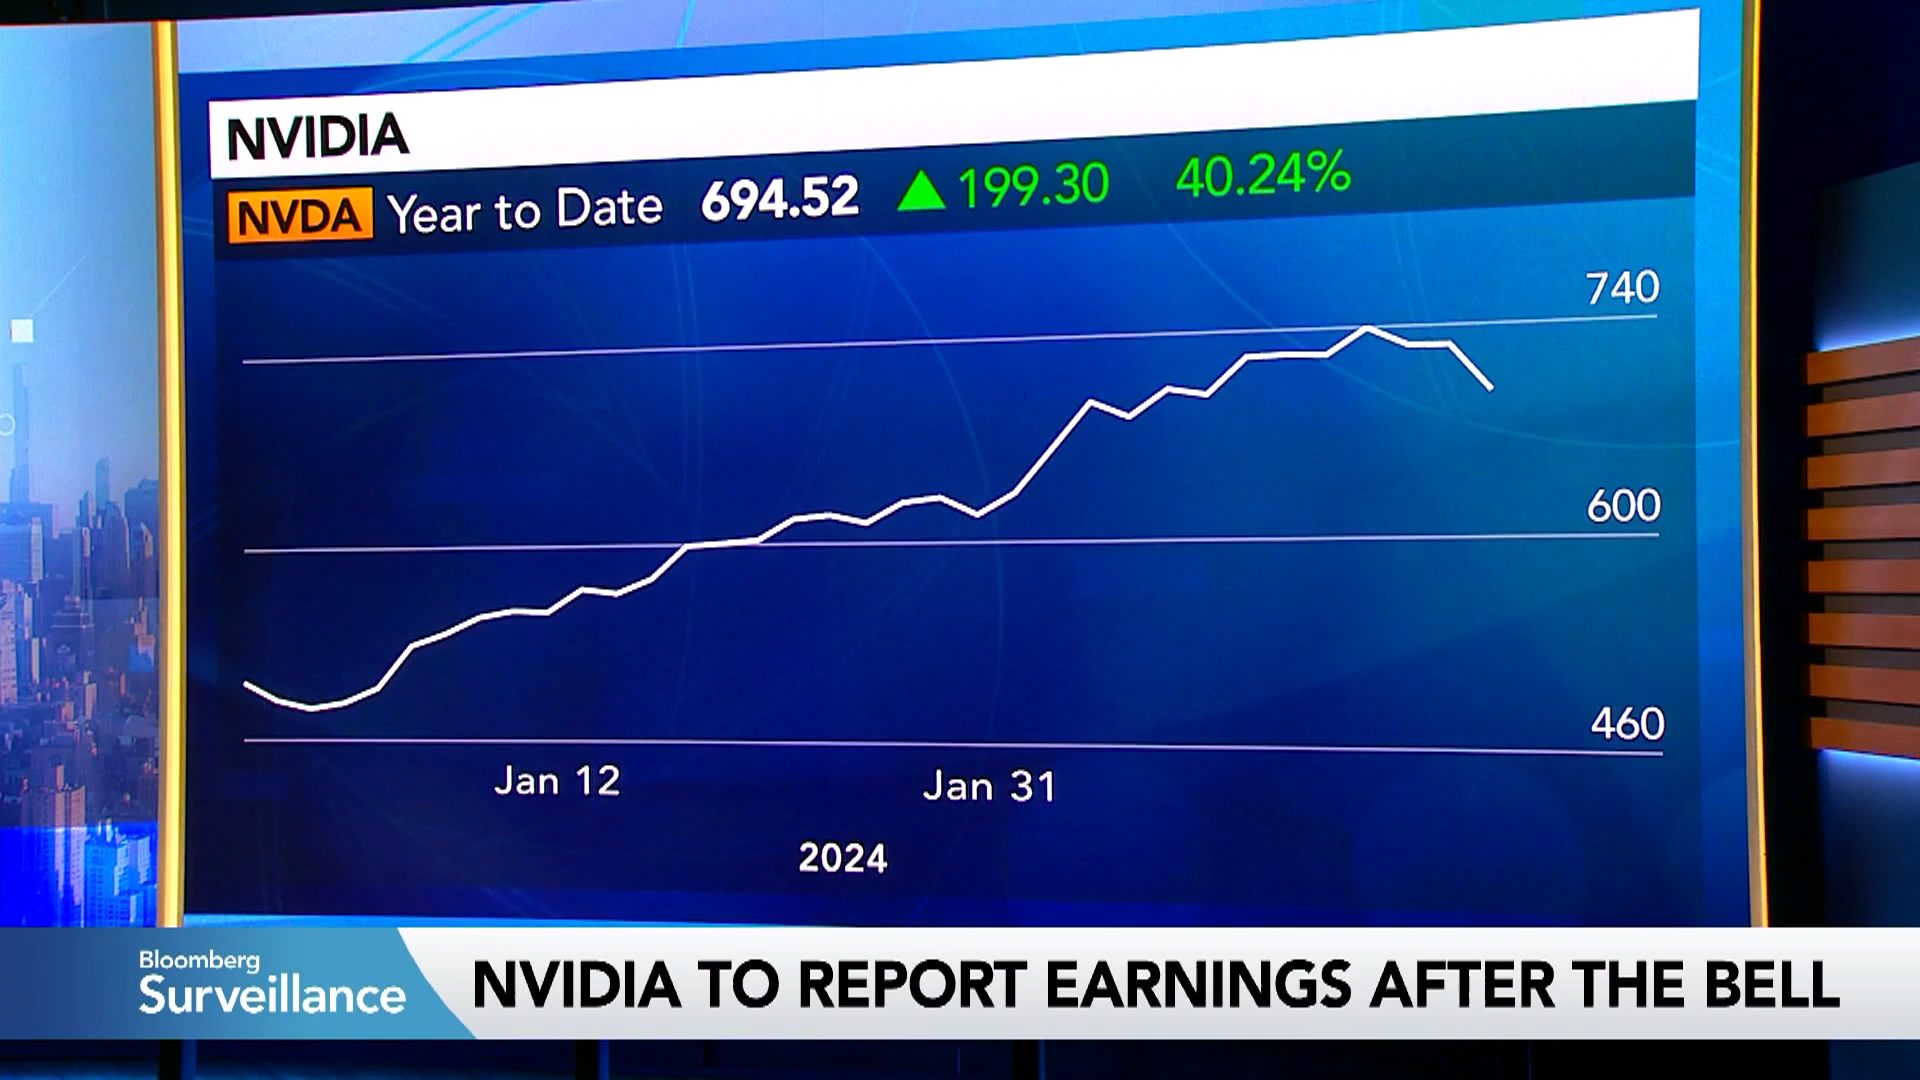 NVIDIA
NVDA Year to Date 694.52 ▲ 199.30 40.24%
740
600
460
Jan 12 Jan 31
2024
Bloomberg
Surveillance
NVIDIA TO REPORT EARNINGS AFTER THE BELL